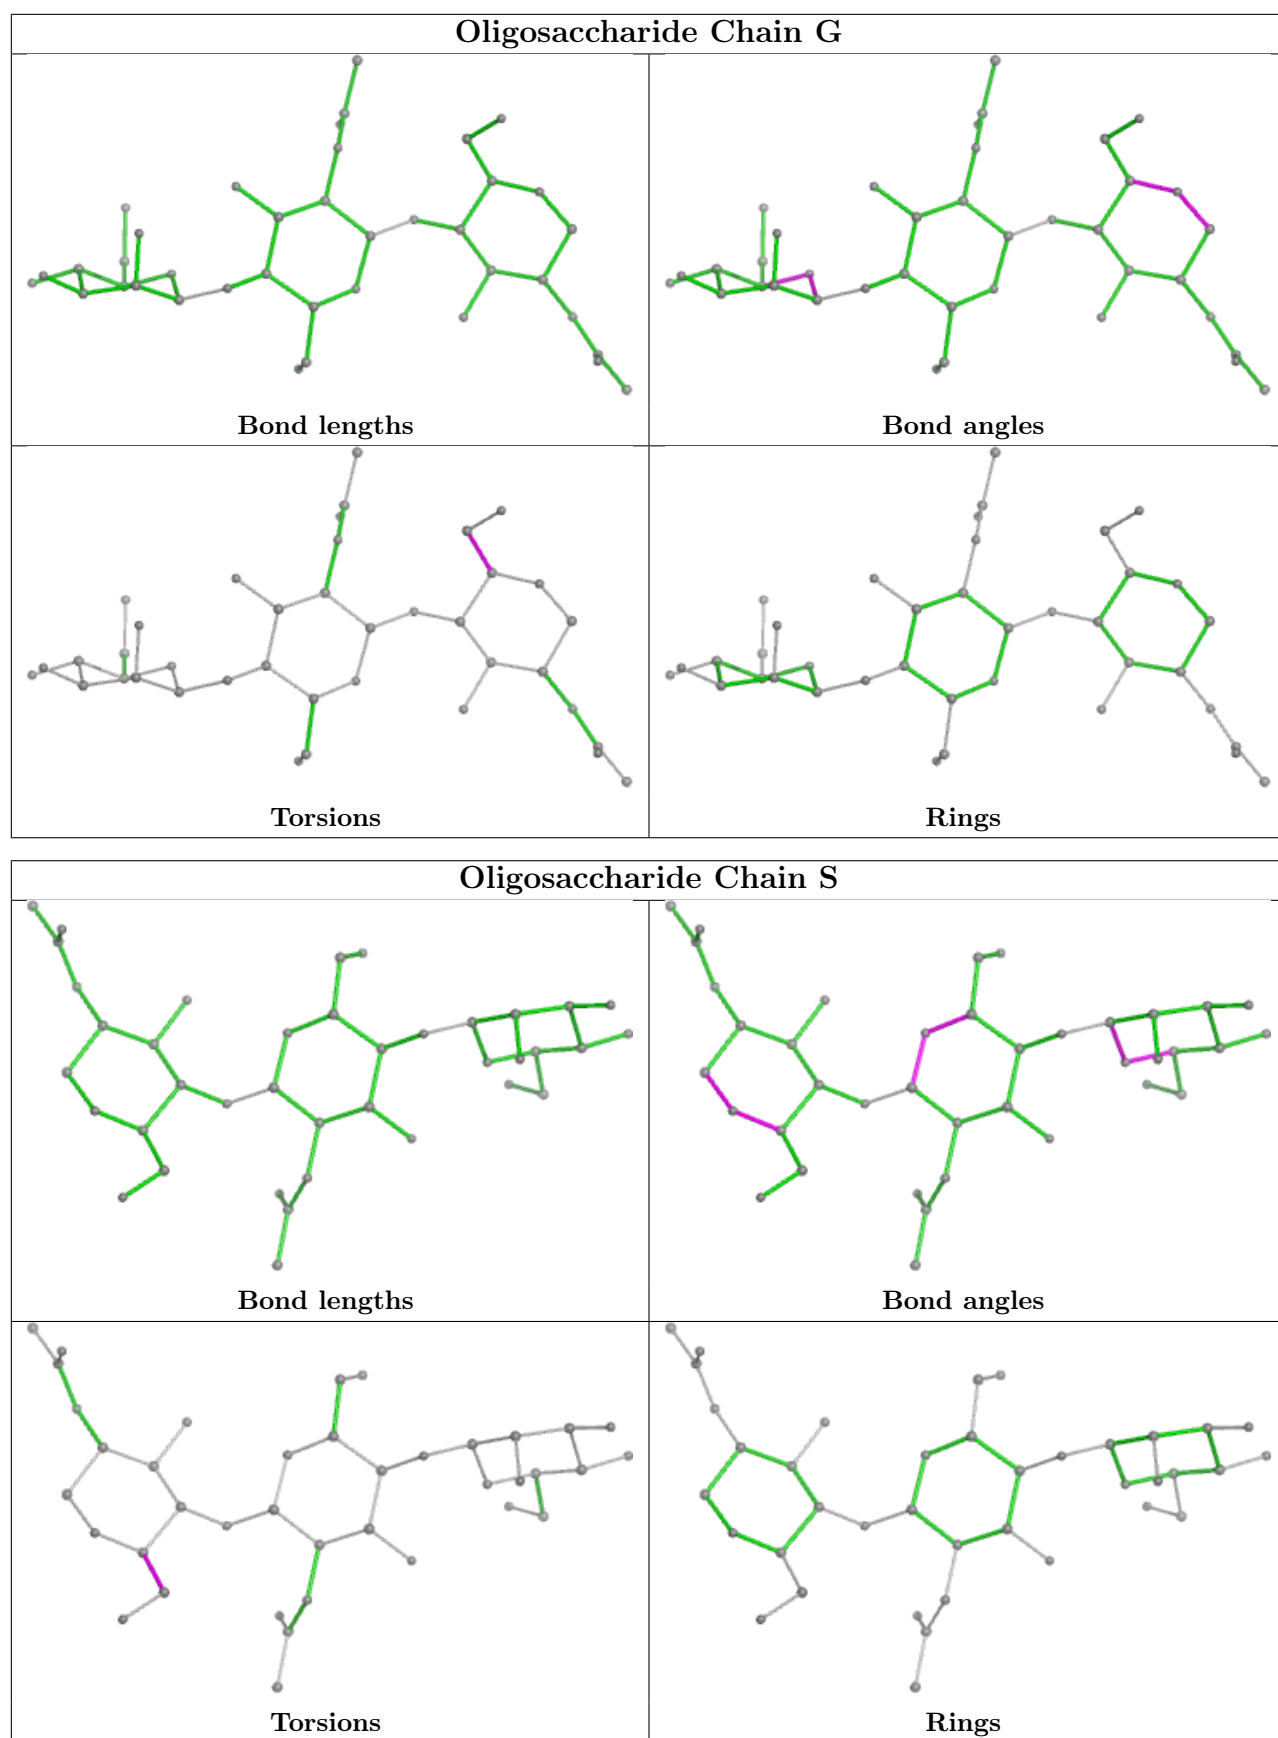 Oligosaccharide Chain G
Bond lengths
Bond angles
Torsions
Rings
Oligosaccharide Chain S
Bond lengths
Bond angles
Torsions
Rings